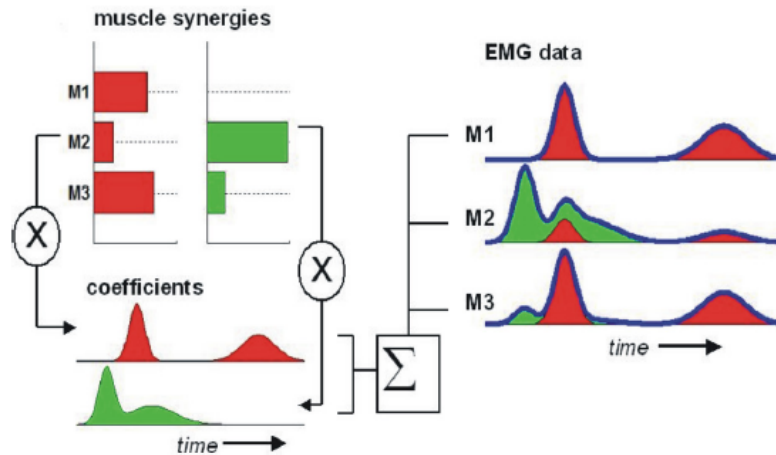 muscle synergies
M1
M2
M3
X
X
coefficients
time
Σ
EMG data
M1
M2
M3
time